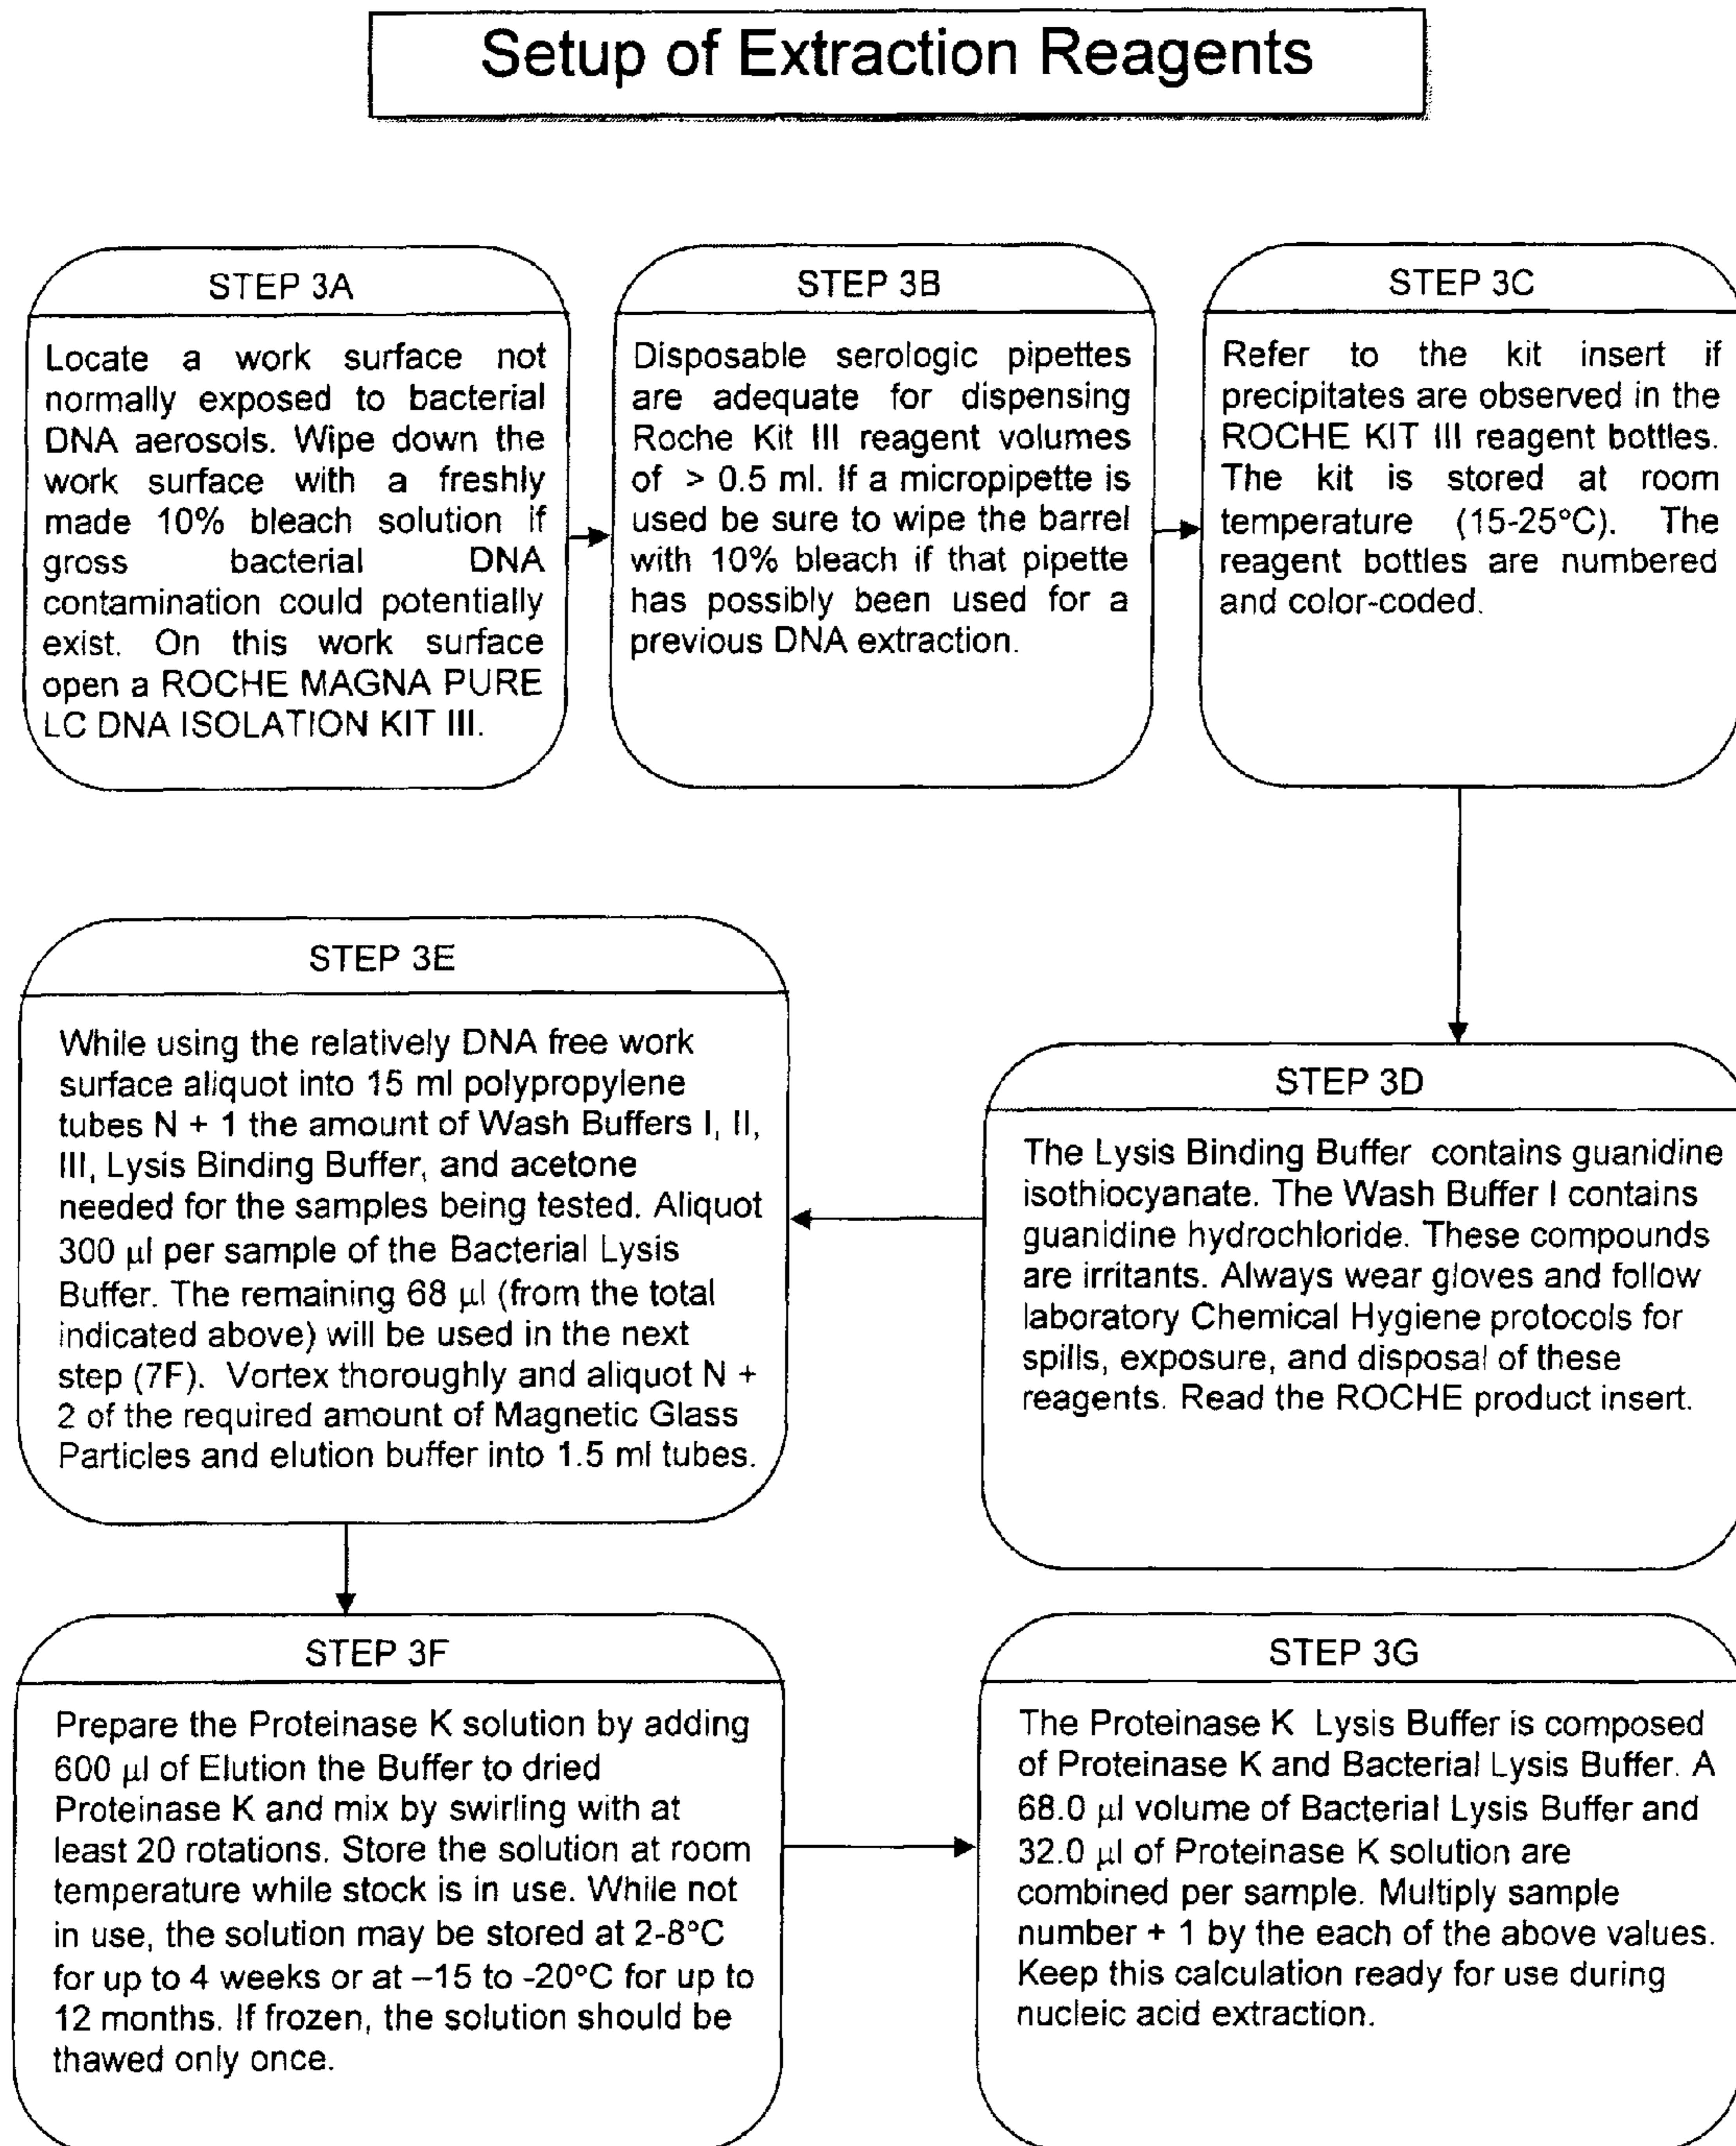 Setup of Extraction Reagents
STEP 3A
Locate a work surface not
normally exposed to bacterial
DNA aerosols. Wipe down the
work surface with a freshly
made 10% bleach solution if
gross bacterial DNA
contamination could potentially
exist. On this work surface
open a ROCHE MAGNA PURE
LC DNA ISOLATION KIT III.
STEP 3B
Disposable serologic pipettes
are adequate for dispensing
Roche Kit III reagent volumes
of > 0.5 ml. If a micropipette is
used be sure to wipe the barrel
with 10% bleach if that pipette
has possibly been used for a
previous DNA extraction.
STEP 3C
Refer to the kit insert if
precipitates are observed in the
ROCHE KIT III reagent bottles.
The kit is stored at room
temperature (15-25°C). The
reagent bottles are numbered
and color-coded.
STEP 3D
The Lysis Binding Buffer contains guanidine
isothiocyanate. The Wash Buffer I contains
guanidine hydrochloride. These compounds
are irritants. Always wear gloves and follow
laboratory Chemical Hygiene protocols for
spills, exposure, and disposal of these
reagents. Read the ROCHE product insert.
STEP 3E
While using the relatively DNA free work
surface aliquot into 15 ml polypropylene
tubes N + 1 the amount of Wash Buffers I, II,
III, Lysis Binding Buffer, and acetone
needed for the samples being tested. Aliquot
300 µl per sample of the Bacterial Lysis
Buffer. The remaining 68 µl (from the total
indicated above) will be used in the next
step (7F). Vortex thoroughly and aliquot N +
2 of the required amount of Magnetic Glass
Particles and elution buffer into 1.5 ml tubes.
STEP 3F
Prepare the Proteinase K solution by adding
600 µl of Elution the Buffer to dried
Proteinase K and mix by swirling with at
least 20 rotations. Store the solution at room
temperature while stock is in use. While not
in use, the solution may be stored at 2-8°C
for up to 4 weeks or at –15 to -20°C for up to
12 months. If frozen, the solution should be
thawed only once.
STEP 3G
The Proteinase K Lysis Buffer is composed
of Proteinase K and Bacterial Lysis Buffer. A
68.0 µl volume of Bacterial Lysis Buffer and
32.0 µl of Proteinase K solution are
combined per sample. Multiply sample
number + 1 by the each of the above values.
Keep this calculation ready for use during
nucleic acid extraction.